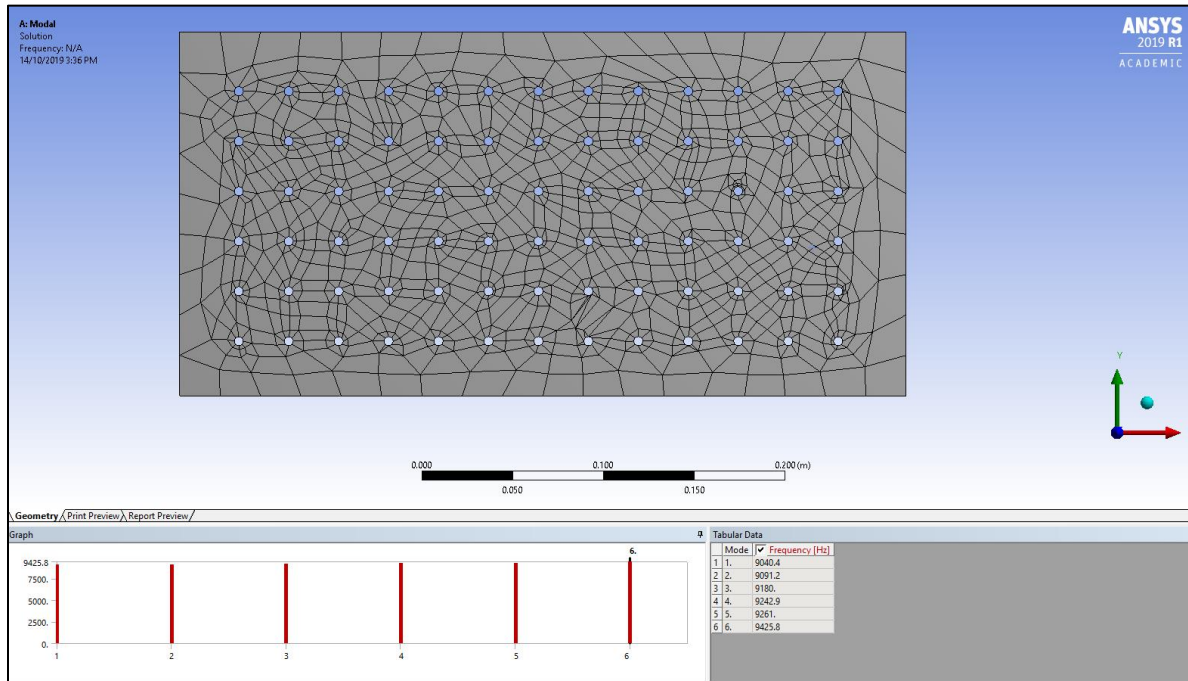 A: Modal
Solution
Frequency: N/A
14/10/2019 3:36 PM
ANSYS
2019 R1
ACADEMIC
Y
0.000 0.100 0.200 (m)
0.050 0.150
Geometry Print Preview Report Preview
Graph
6.
9425.8
7500.
5000.
2500.
0.
1 2 3 4 5 6
Tabular Data
Mode Frequency [Hz]
1 1. 9040.4
2 2. 9091.2
3 3. 9180.
4 4. 9242.9
5 5. 9261.
6 6. 9425.8